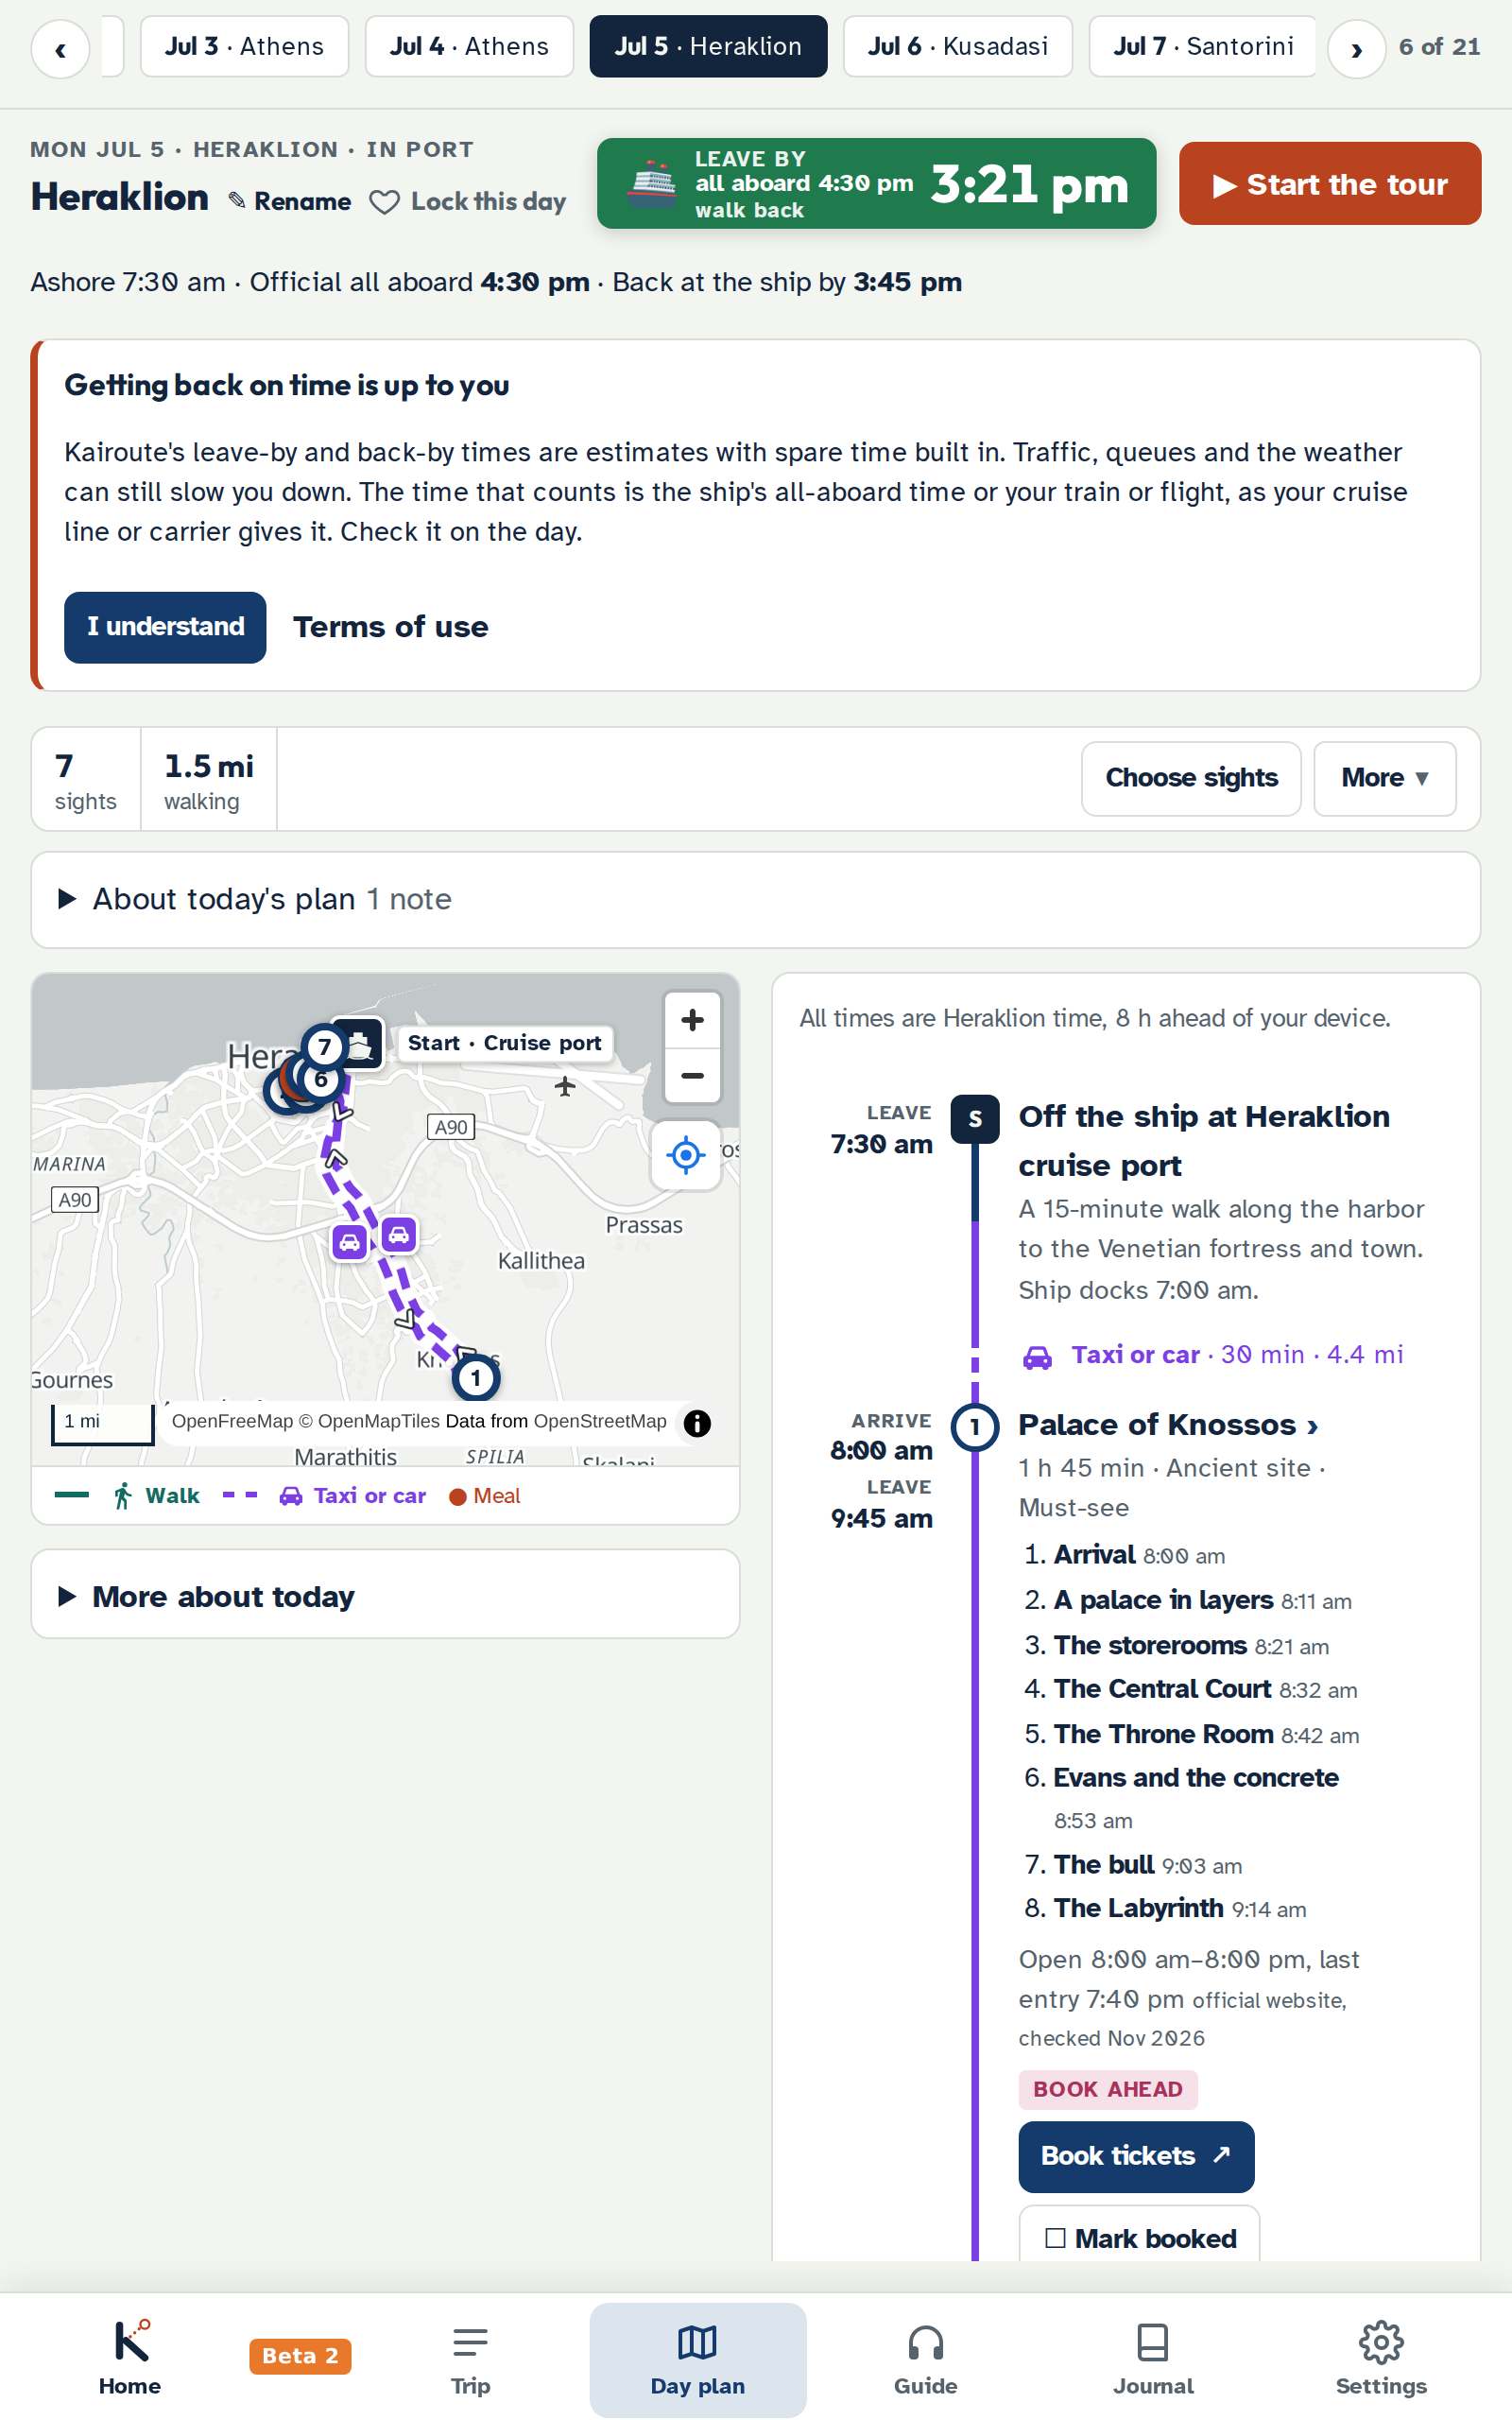 ‹
Jul 3 · Athens
Jul 4 · Athens
Jul 5 · Heraklion
Jul 6 · Kusadasi
Jul 7 · Santorini
›
6 of 21
MON JUL 5 · HERAKLION · IN PORT
Heraklion ✎ Rename Lock this day
LEAVE BY
all aboard 4:30 pm
walk back
3:21 pm
▶ Start the tour
Ashore 7:30 am · Official all aboard 4:30 pm · Back at the ship by 3:45 pm
Getting back on time is up to you
Kairoute's leave-by and back-by times are estimates with spare time built in. Traffic, queues and the weather
can still slow you down. The time that counts is the ship's all-aboard time or your train or flight, as your cruise
line or carrier gives it. Check it on the day.
I understand
Terms of use
7
sights
1.5 mi
walking
Choose sights
More ▼
▶ About today's plan 1 note
Hera
7
6
Start · Cruise port
+
−
A90
MARINA
A90
Prassas
Kallithea
1
Gournes
1 mi
OpenFreeMap © OpenMapTiles Data from OpenStreetMap
Marathitis
SPILIA
Skalani
Walk
Taxi or car
Meal
▶ More about today
All times are Heraklion time, 8 h ahead of your device.
LEAVE
7:30 am
S
Off the ship at Heraklion
cruise port
A 15-minute walk along the harbor
to the Venetian fortress and town.
Ship docks 7:00 am.
Taxi or car · 30 min · 4.4 mi
ARRIVE
8:00 am
LEAVE
9:45 am
1
Palace of Knossos ›
1 h 45 min · Ancient site ·
Must-see
1. Arrival 8:00 am
2. A palace in layers 8:11 am
3. The storerooms 8:21 am
4. The Central Court 8:32 am
5. The Throne Room 8:42 am
6. Evans and the concrete
8:53 am
7. The bull 9:03 am
8. The Labyrinth 9:14 am
Open 8:00 am–8:00 pm, last
entry 7:40 pm official website,
checked Nov 2026
BOOK AHEAD
Book tickets ↗
☐ Mark booked
Home
Beta 2
Trip
Day plan
Guide
Journal
Settings